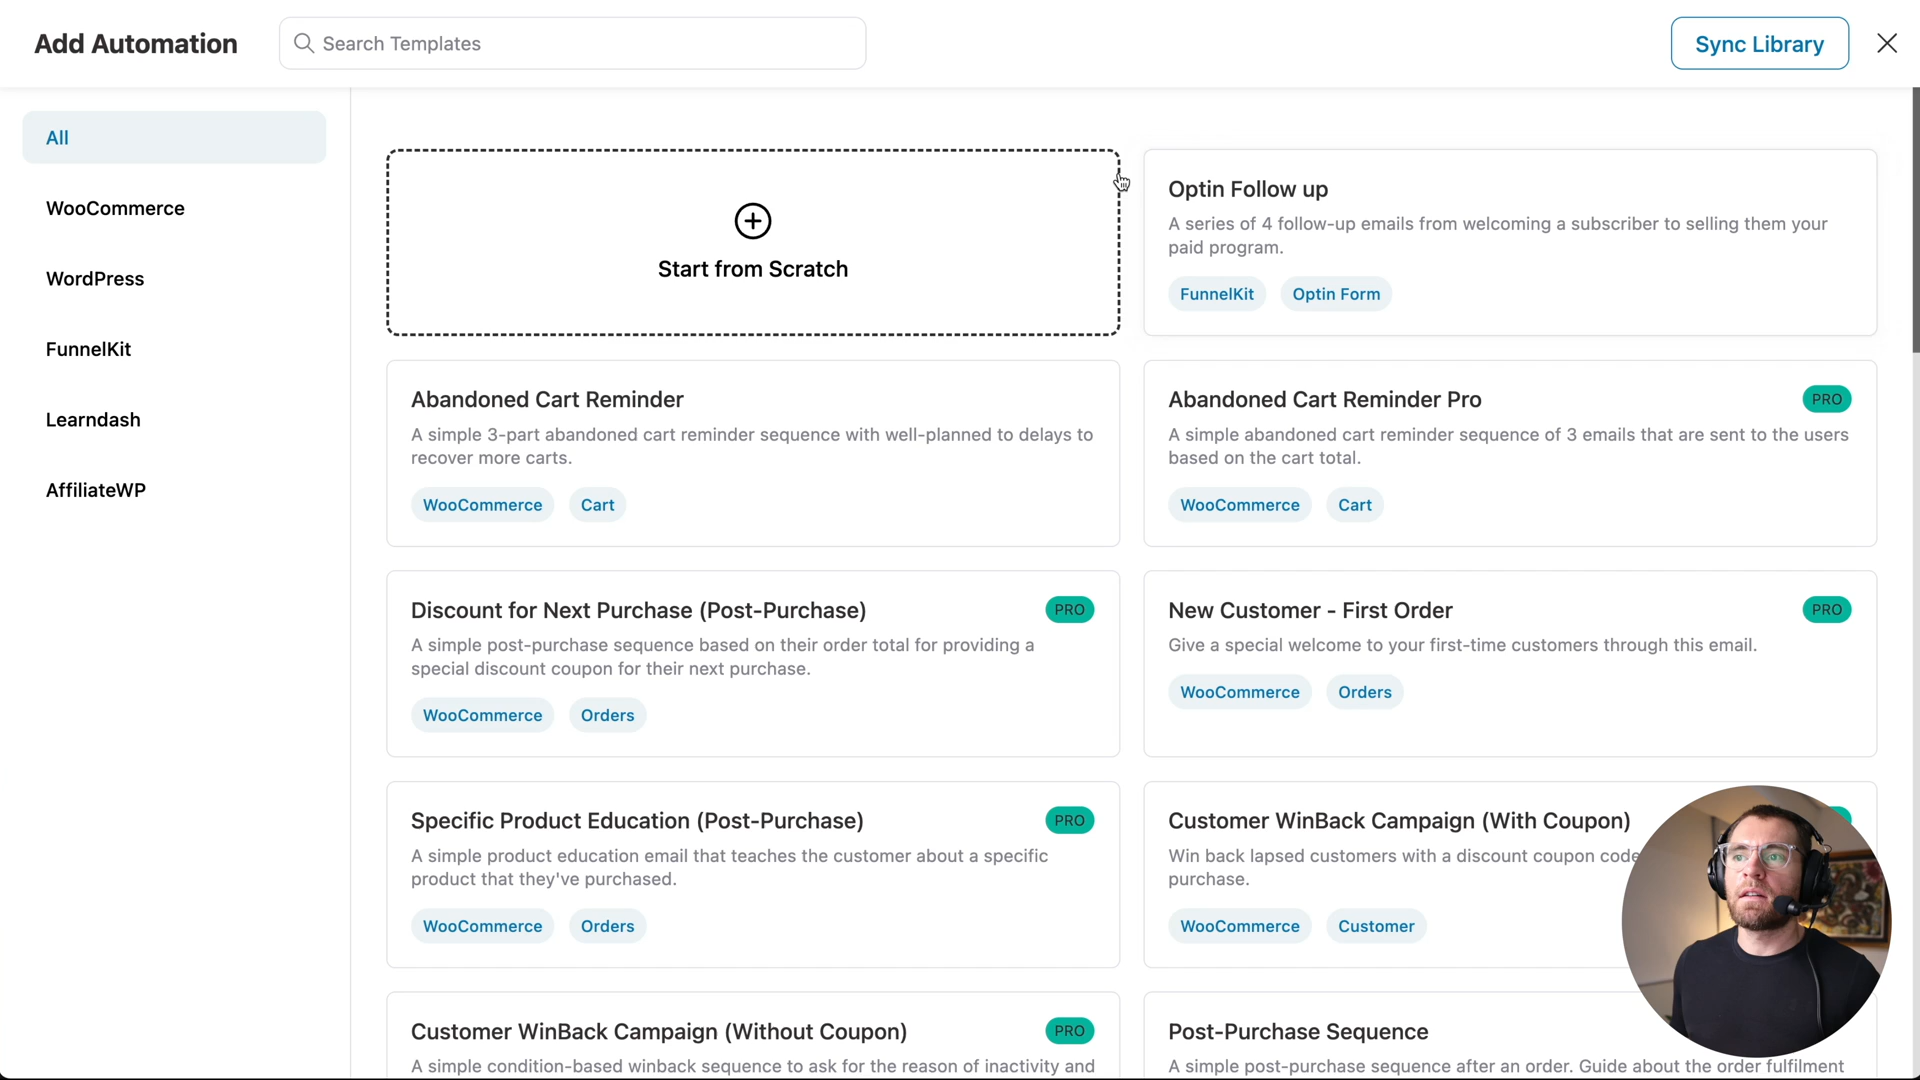 Add Automation
Search Templates
Sync Library
All
WooCommerce
WordPress
FunnelKit
Learndash
AffiliateWP
Start from Scratch
Optin Follow up
A series of 4 follow-up emails from welcoming a subscriber to selling them your
paid program.
FunnelKit
Optin Form
Abandoned Cart Reminder
A simple 3-part abandoned cart reminder sequence with well-planned to delays to
recover more carts.
WooCommerce
Cart
Abandoned Cart Reminder Pro
PRO
A simple abandoned cart reminder sequence of 3 emails that are sent to the users
based on the cart total.
WooCommerce
Cart
Discount for Next Purchase (Post-Purchase)
PRO
A simple post-purchase sequence based on their order total for providing a
special discount coupon for their next purchase.
WooCommerce
Orders
New Customer - First Order
PRO
Give a special welcome to your first-time customers through this email.
WooCommerce
Orders
Specific Product Education (Post-Purchase)
PRO
A simple product education email that teaches the customer about a specific
product that they've purchased.
WooCommerce
Orders
Customer WinBack Campaign (With Coupon)
Win back lapsed customers with a discount coupon code
purchase.
WooCommerce
Customer
Customer WinBack Campaign (Without Coupon)
PRO
A simple condition-based winback sequence to ask for the reason of inactivity and
Post-Purchase Sequence
A simple post-purchase sequence after an order. Guide about the order fulfilment